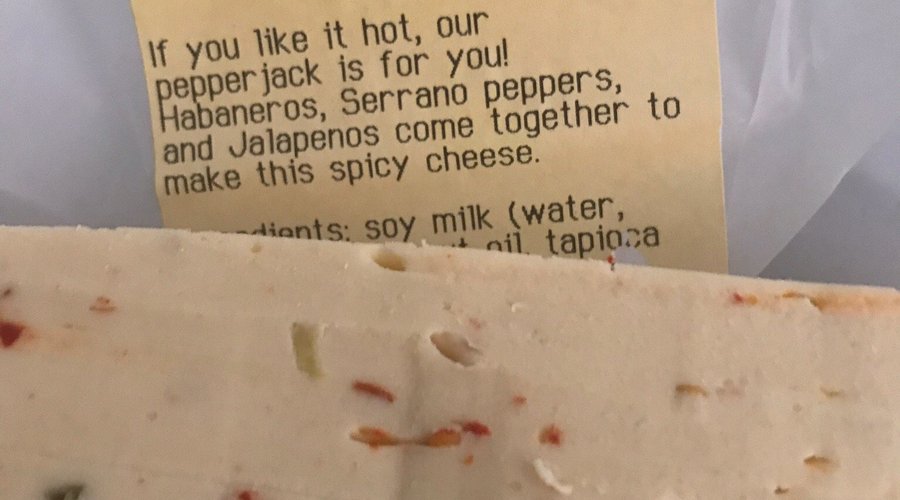 If you like it hot, our
pepperjack is for you!
Habaneros, Serrano peppers,
and Jalapenos come together to
make this spicy cheese.
soy milk (water,
oil, tapioca